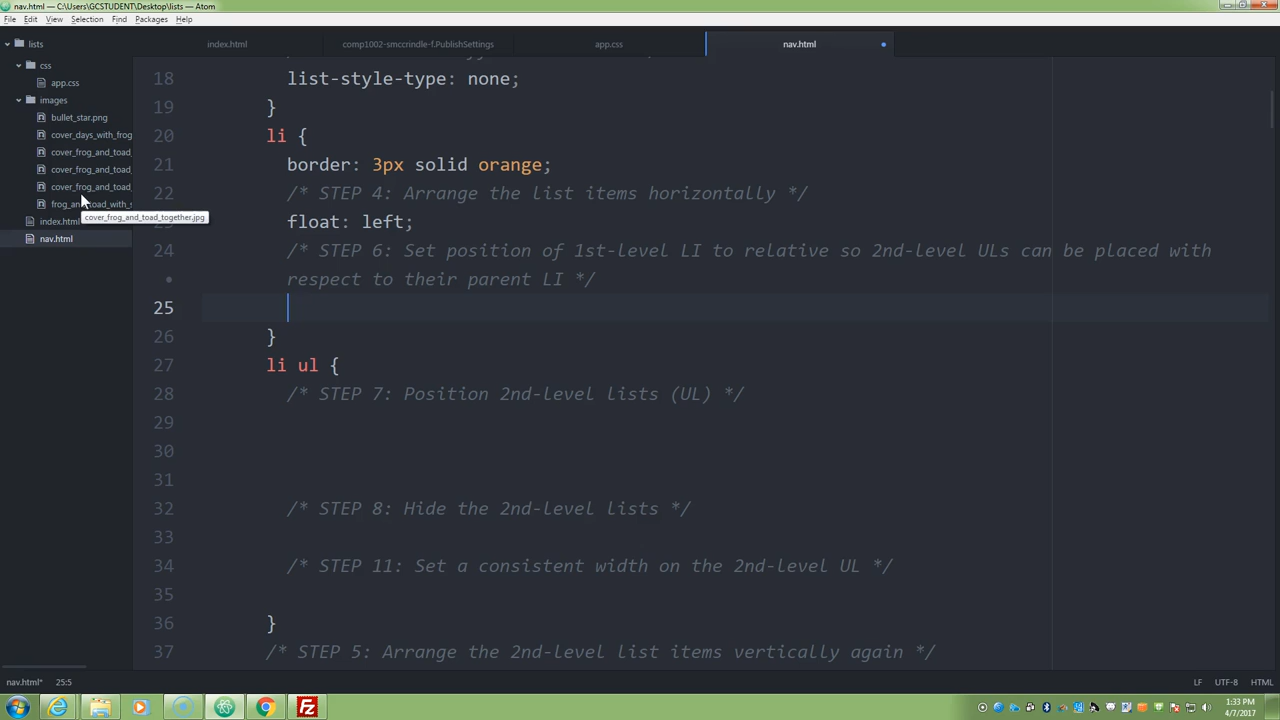 nav.html — C:\Users\GCSTUDENT\Desktop\lists — Atom
File Edit View Selection Find Packages Help
lists
css
app.css
images
bullet_star.png
cover_days_with_frog
cover_frog_and_toad_
cover_frog_and_toad_
cover_frog_and_toad_
frog_and_toad_with_s
cover_frog_and_toad_together.jpg
index.html
nav.html
index.html comp1002-smccrindle-f.PublishSettings app.css nav.html
18 list-style-type: none;
19 }
20 li {
21 border: 3px solid orange;
22 /* STEP 4: Arrange the list items horizontally */
float: left;
24 /* STEP 6: Set position of 1st-level LI to relative so 2nd-level ULs can be placed with
• respect to their parent LI */
25
26 }
27 li ul {
28 /* STEP 7: Position 2nd-level lists (UL) */
29
30
31
32 /* STEP 8: Hide the 2nd-level lists */
33
34 /* STEP 11: Set a consistent width on the 2nd-level UL */
35
36 }
37 /* STEP 5: Arrange the 2nd-level list items vertically again */
nav.html* 25:5 LF UTF-8 HTML
1:33 PM
4/7/2017